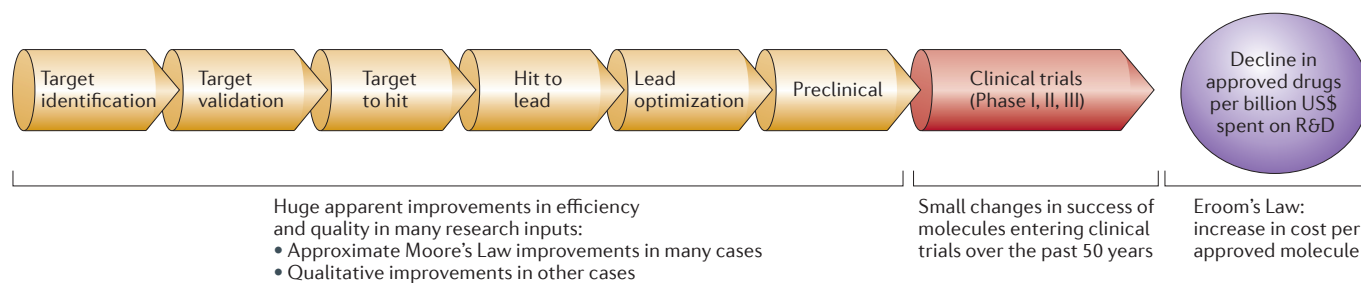 Target
identification
Target
validation
Target
to hit
Hit to
lead
Lead
optimization
Preclinical
Clinical trials
(Phase I, II, III)
Decline in
approved drugs
per billion US$
spent on R&D
Huge apparent improvements in efficiency
and quality in many research inputs:
• Approximate Moore's Law improvements in many cases
• Qualitative improvements in other cases
Small changes in success of
molecules entering clinical
trials over the past 50 years
Eroom's Law:
increase in cost per
approved molecule